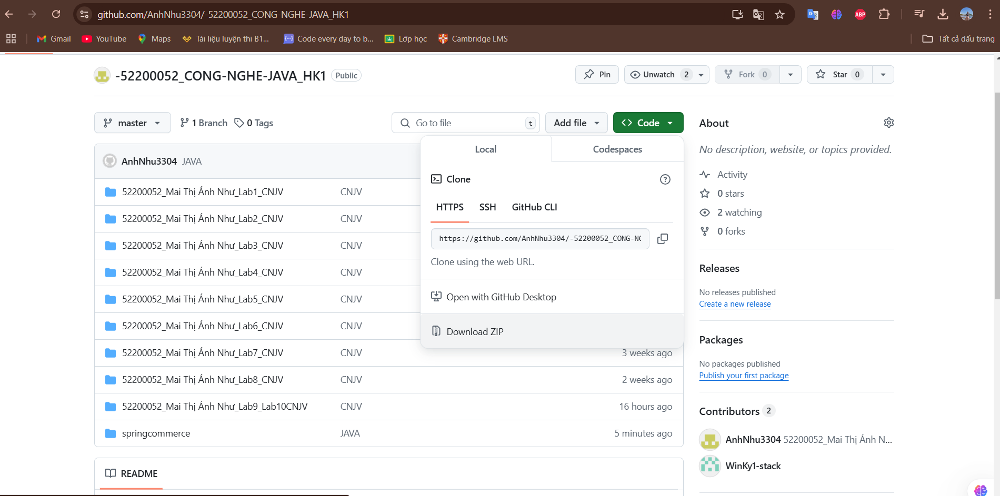 github.com/AnhNhu3304/-52200052_CONG-NGHE-JAVA_HK1
ABP
Gmail
YouTube
Maps
Tài liệu luyện thi B1...
Code every day to b...
Lớp học
Cambridge LMS
Tất cả dấu trang
-52200052_CONG-NGHE-JAVA_HK1 Public
Pin
Unwatch 2
Fork 0
Star 0
master
1 Branch
0 Tags
Go to file t
Add file
Code
Local
Codespaces
Clone
HTTPS SSH GitHub CLI
https://github.com/AnhNhu3304/-52200052_CONG-NG
Clone using the web URL.
Open with GitHub Desktop
Download ZIP
AnhNhu3304 JAVA
52200052_Mai Thị Ánh Như_Lab1_CNJV CNJV
52200052_Mai Thị Ánh Như_Lab2_CNJV CNJV
52200052_Mai Thị Ánh Như_Lab3_CNJV CNJV
52200052_Mai Thị Ánh Như_Lab4_CNJV CNJV
52200052_Mai Thị Ánh Như_Lab5_CNJV CNJV
52200052_Mai Thị Ánh Như_Lab6_CNJV CNJV
52200052_Mai Thị Ánh Như_Lab7_CNJV CNJV 3 weeks ago
52200052_Mai Thị Ánh Như_Lab8_CNJV CNJV 2 weeks ago
52200052_Mai Thị Ánh Như_Lab9_Lab10CNJV CNJV 16 hours ago
springcommerce JAVA 5 minutes ago
README
About
No description, website, or topics provided.
Activity
0 stars
2 watching
0 forks
Releases
No releases published
Create a new release
Packages
No packages published
Publish your first package
Contributors 2
AnhNhu3304 52200052_Mai Thị Ánh N...
WinKy1-stack